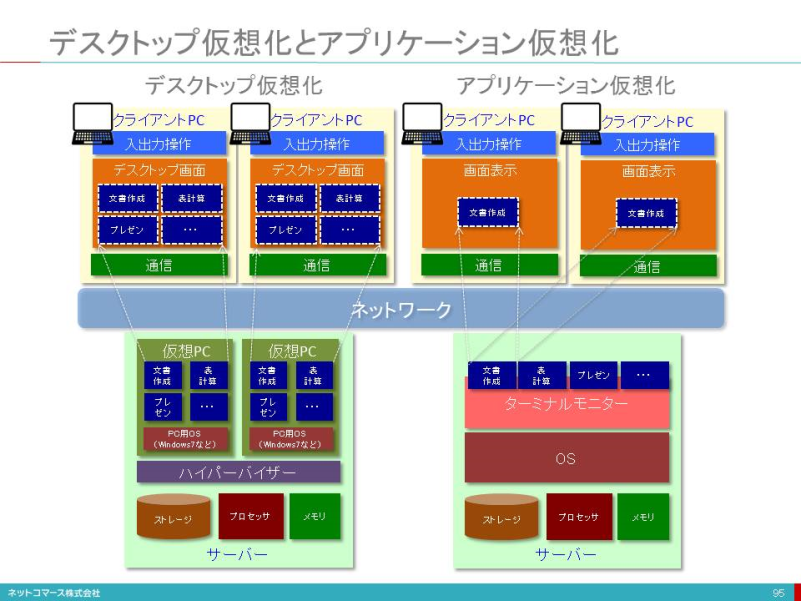 デスクトップ仮想化とアプリケーション仮想化
デスクトップ仮想化
アプリケーション仮想化
クライアントPC
クライアントPC
クライアントPC
クライアントPC
入出力操作
入出力操作
入出力操作
入出力操作
デスクトップ画面
デスクトップ画面
画面表示
画面表示
文書作成
表計算
文書作成
表計算
文書作成
文書作成
プレゼン
・・・
プレゼン
・・・
通信
通信
通信
通信
ネットワーク
仮想PC
仮想PC
文書
作成
表
計算
文書
作成
表
計算
プレ
ゼン
・・・
プレ
ゼン
・・・
PC用OS
(Windows7など)
PC用OS
(Windows7など)
ハイパーバイザー
ストレージ
プロセッサ
メモリ
サーバー
文書
作成
表
計算
プレゼン
・・・
ターミナルモニター
OS
ストレージ
プロセッサ
メモリ
サーバー
ネットコマース株式会社
95